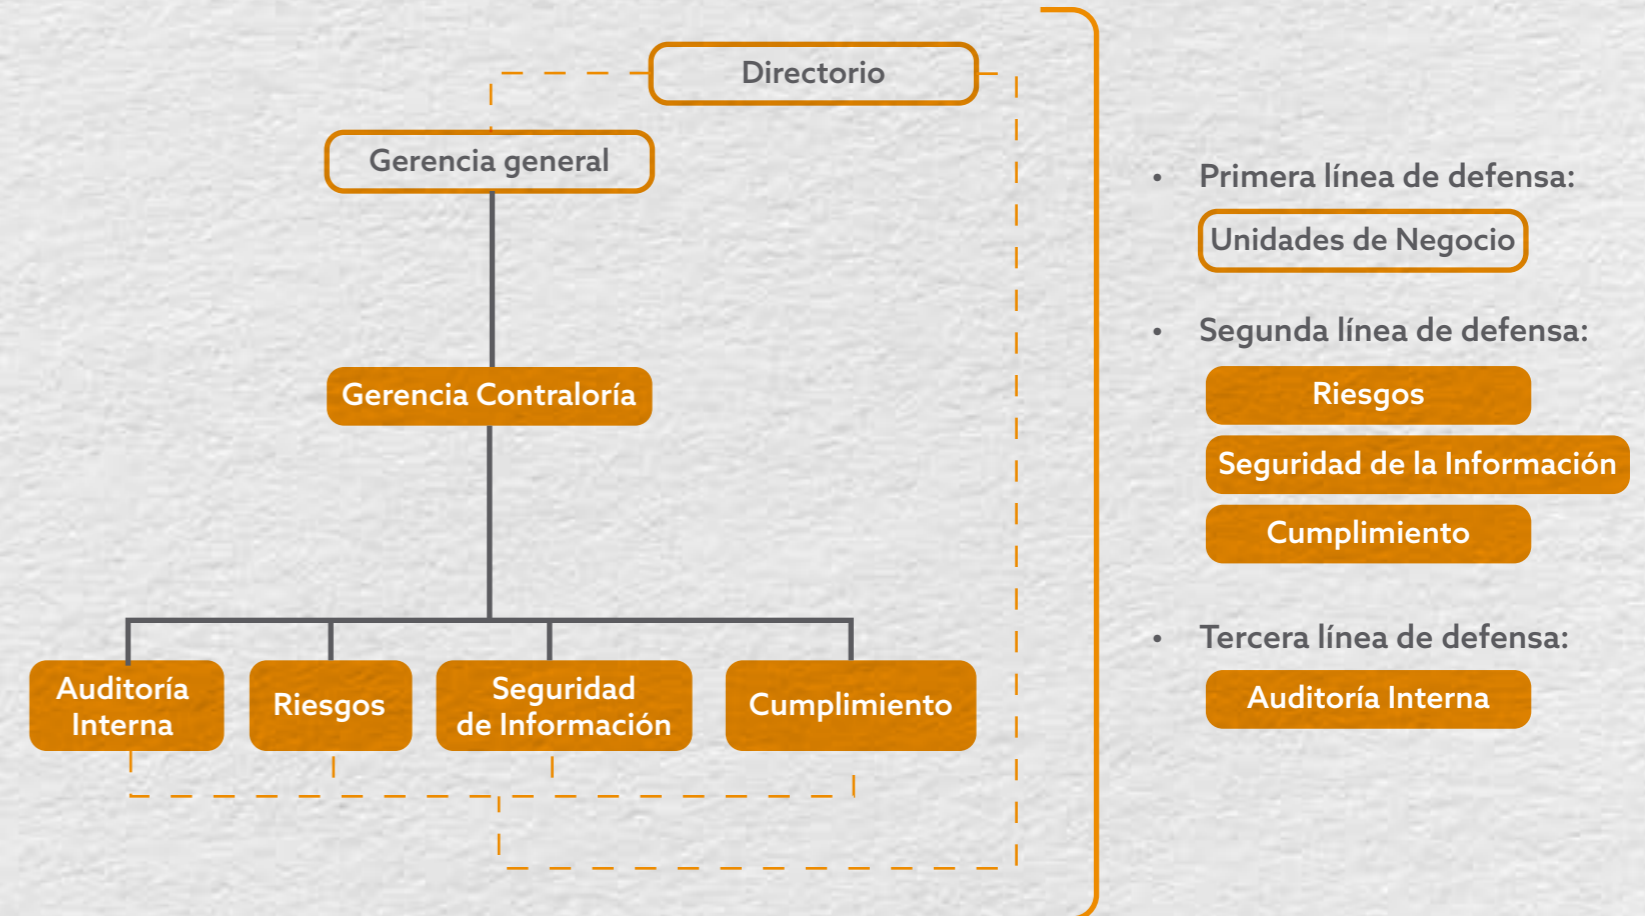 Directorio
Gerencia general
Gerencia Contraloría
Auditoría
Interna
Riesgos
Seguridad
de Información
Cumplimiento
• Primera línea de defensa:
Unidades de Negocio
• Segunda línea de defensa:
Riesgos
Seguridad de la Información
Cumplimiento
• Tercera línea de defensa:
Auditoría Interna